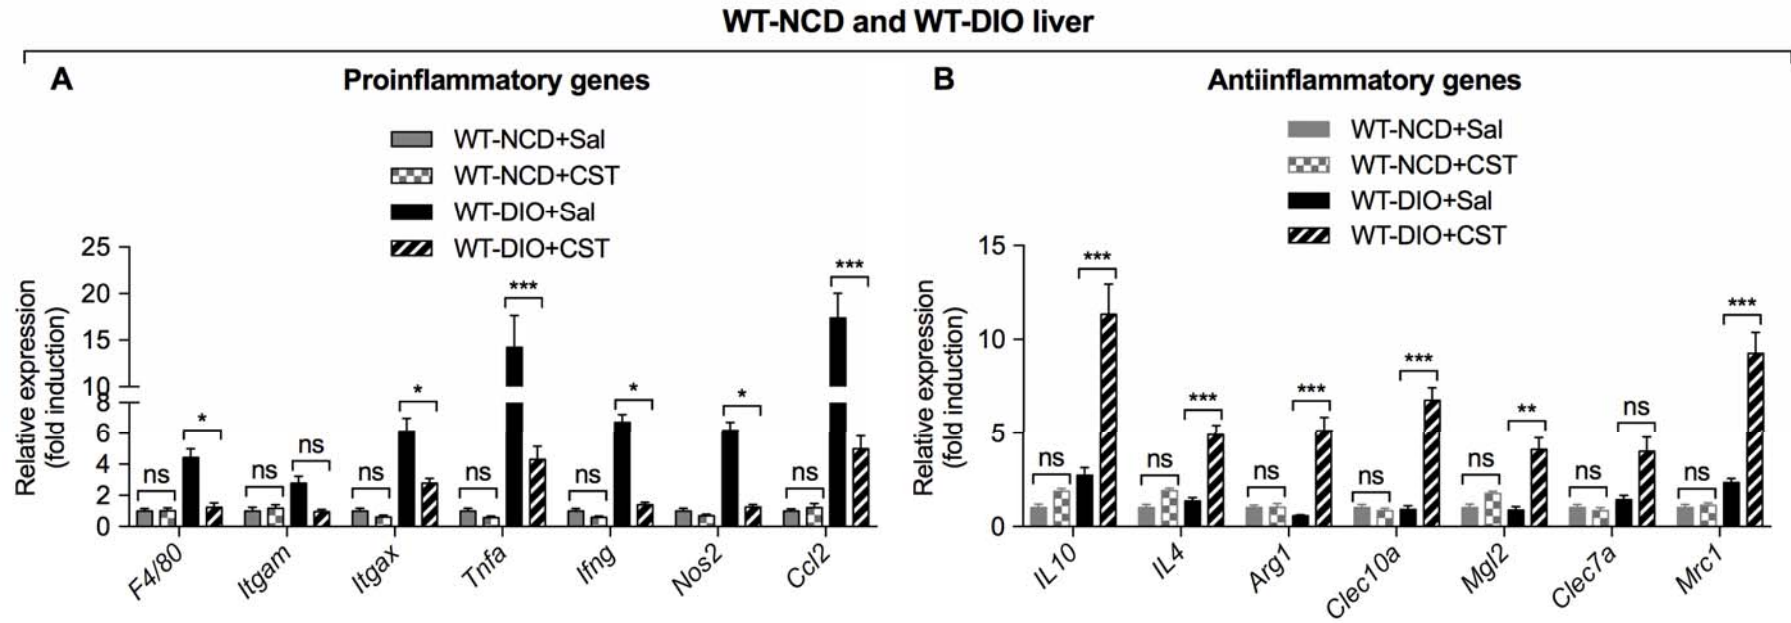 WT-NCD and WT-DIO liver
A
Proinflammatory genes
WT-NCD+Sal
WT-NCD+CST
WT-DIO+Sal
WT-DIO+CST
Relative expression
(fold induction)
25
20
15
10
8
6
4
2
0
ns
*
ns
ns
ns
*
ns
***
ns
*
*
ns
***
F4/80
Itgam
Itgax
Tnfa
Ifng
Nos2
Ccl2
B
Antiinflammatory genes
WT-NCD+Sal
WT-NCD+CST
WT-DIO+Sal
WT-DIO+CST
Relative expression
(fold induction)
15
10
5
0
ns
***
ns
***
ns
***
ns
***
ns
**
ns
ns
ns
***
IL10
IL4
Arg1
Clec10a
Mgl2
Clec7a
Mrc1